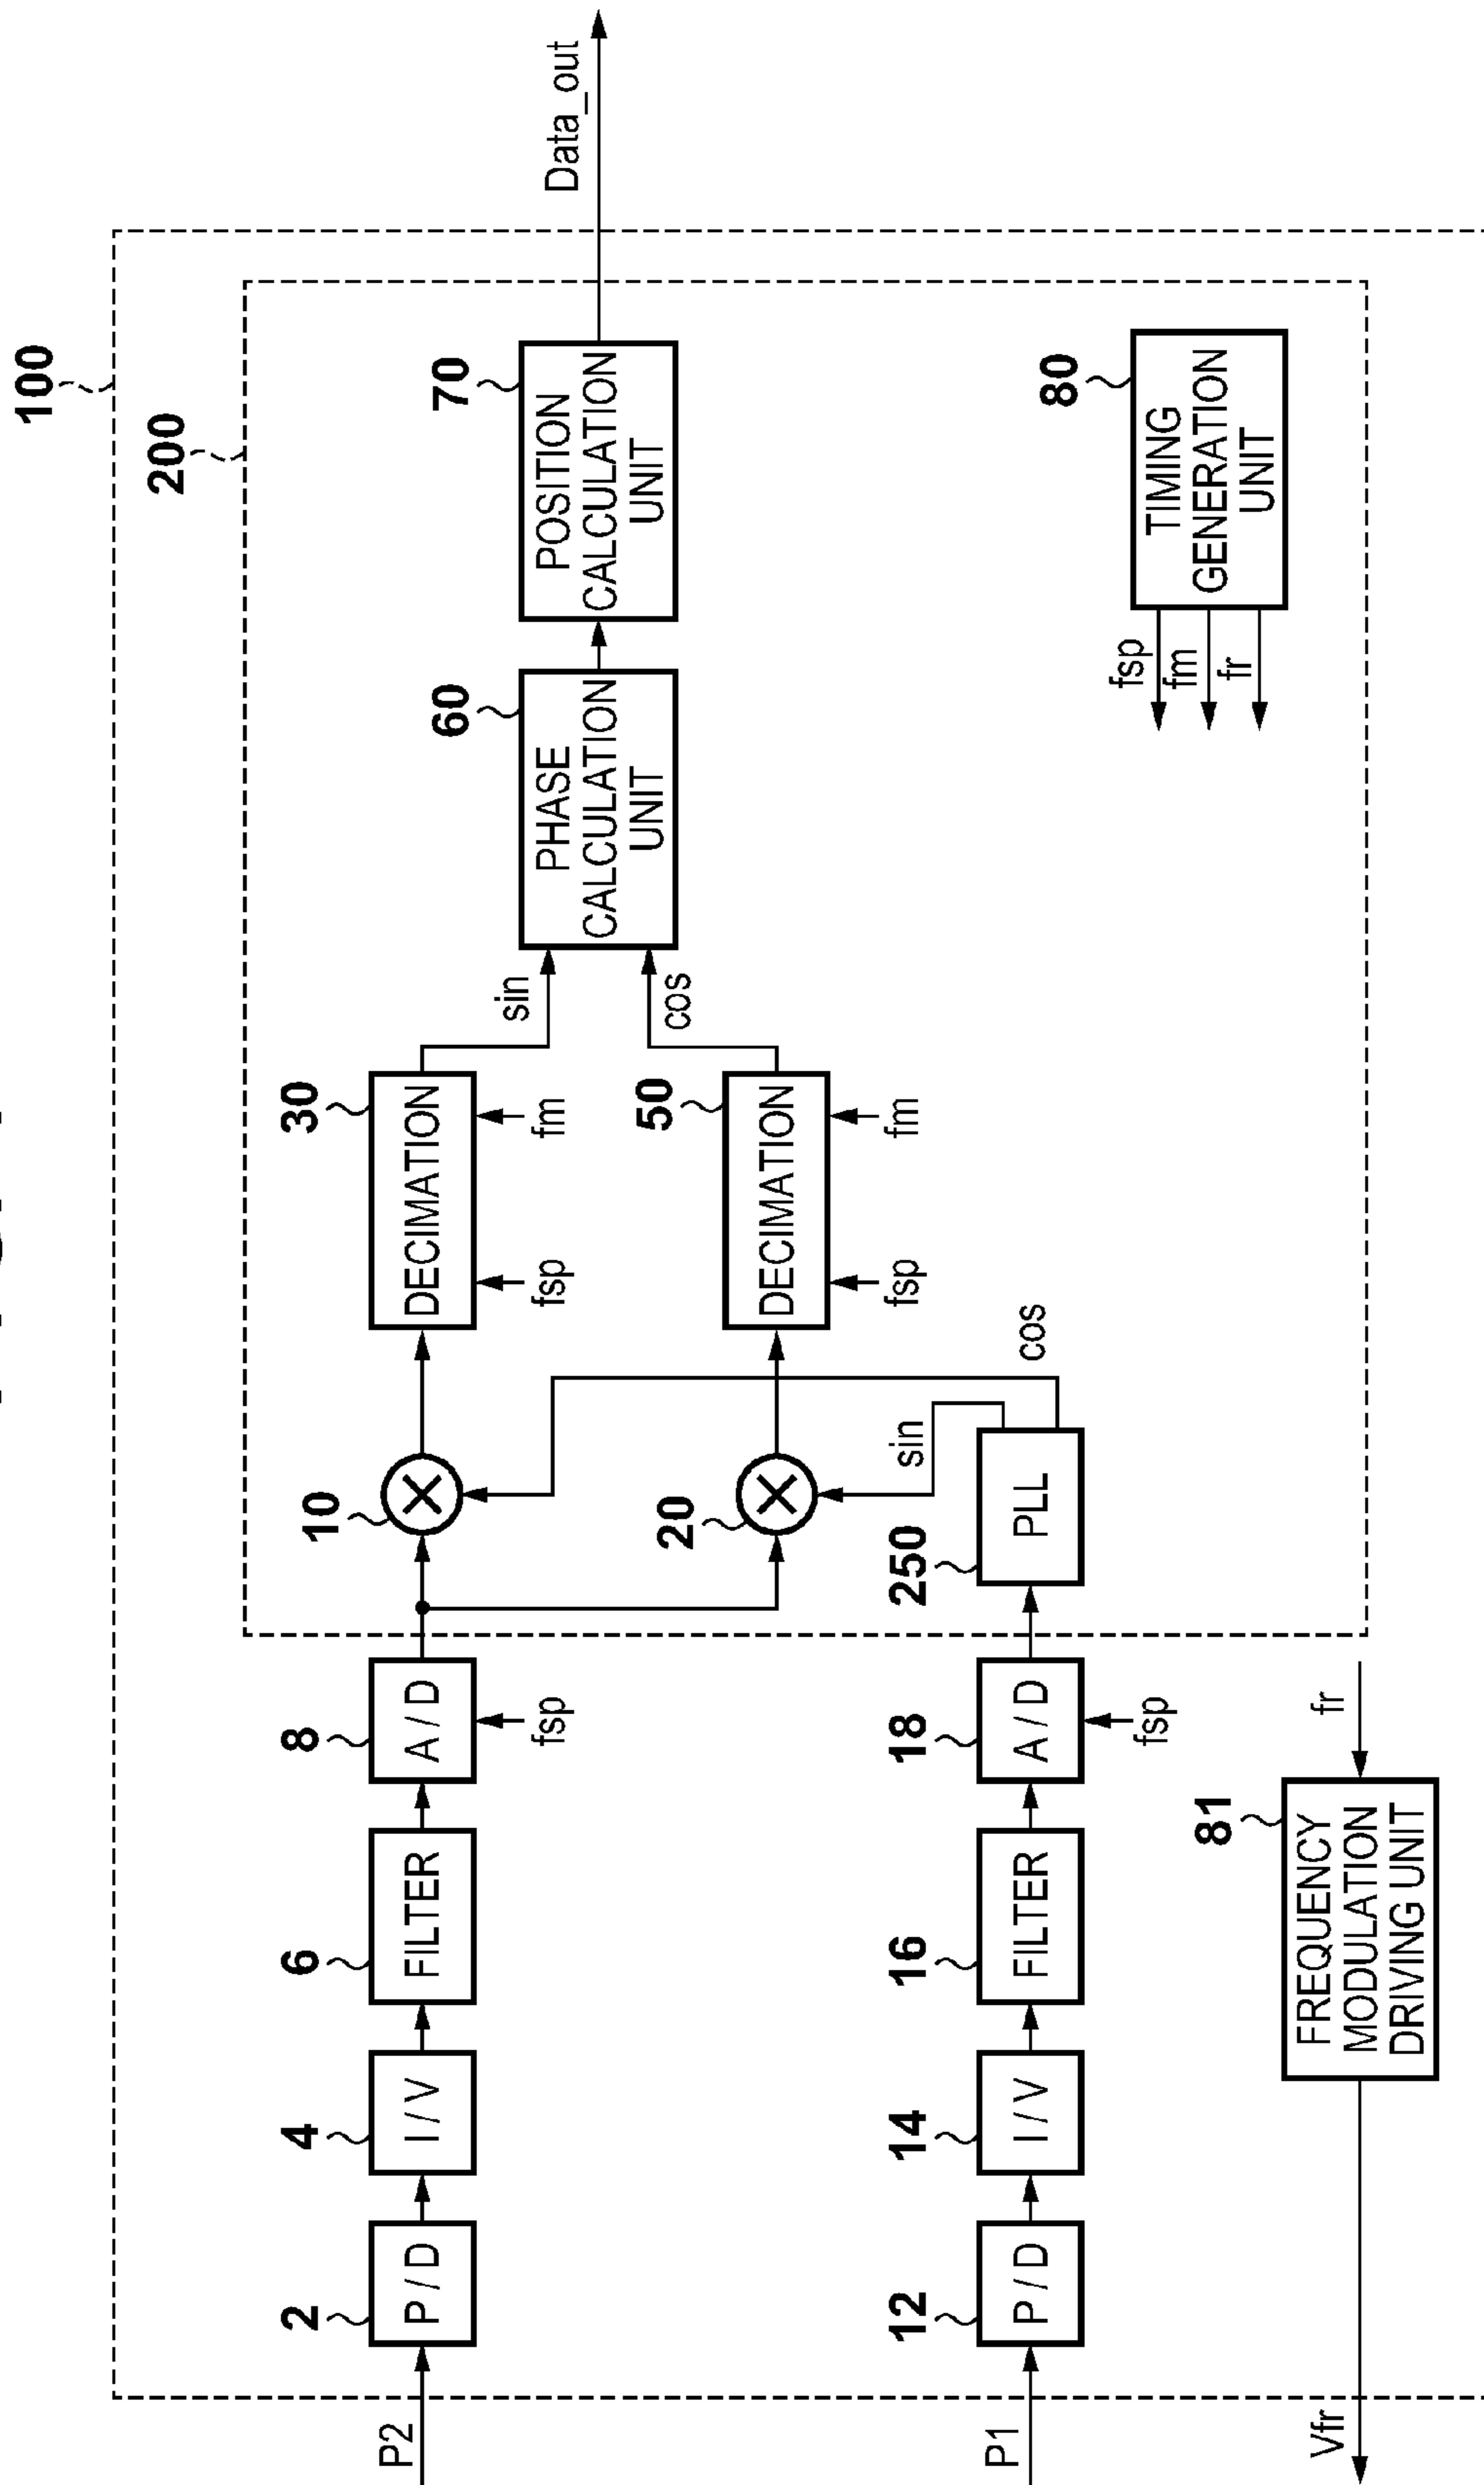 100
200
P2
2
P / D
4
I / V
6
FILTER
8
A / D
fsp
10
30
DECIMATION
fsp
fm
sin
20
50
DECIMATION
fsp
fm
cos
60
PHASE
CALCULATION
UNIT
70
POSITION
CALCULATION
UNIT
Data_out
P1
12
P / D
14
I / V
16
FILTER
18
A / D
fsp
250
PLL
sin
cos
80
TIMING
GENERATION
UNIT
fsp
fm
fr
81
FREQUENCY
MODULATION
DRIVING UNIT
fr
Vfr